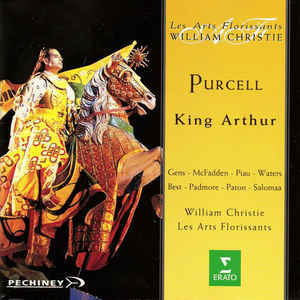 Les Arts Florissants
WILLIAM CHRISTIE
PURCELL
King Arthur
Gens - McFadden - Piau - Waters
Best - Padmore - Paton - Salomaa
William Christie
Les Arts Florissants
PECHINEY
ERATO